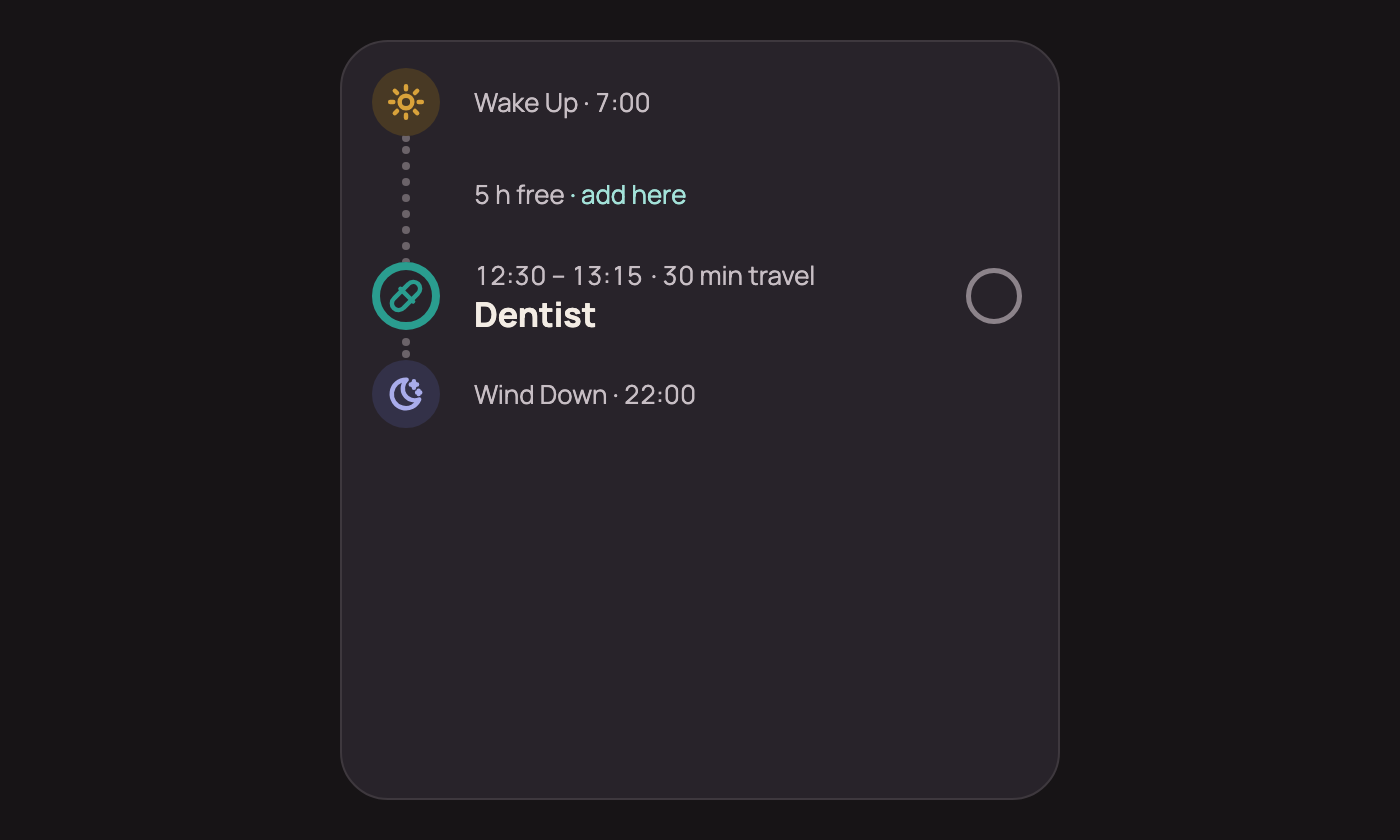 Wake Up · 7:00
5 h free · add here
12:30 – 13:15 · 30 min travel
Dentist
Wind Down · 22:00